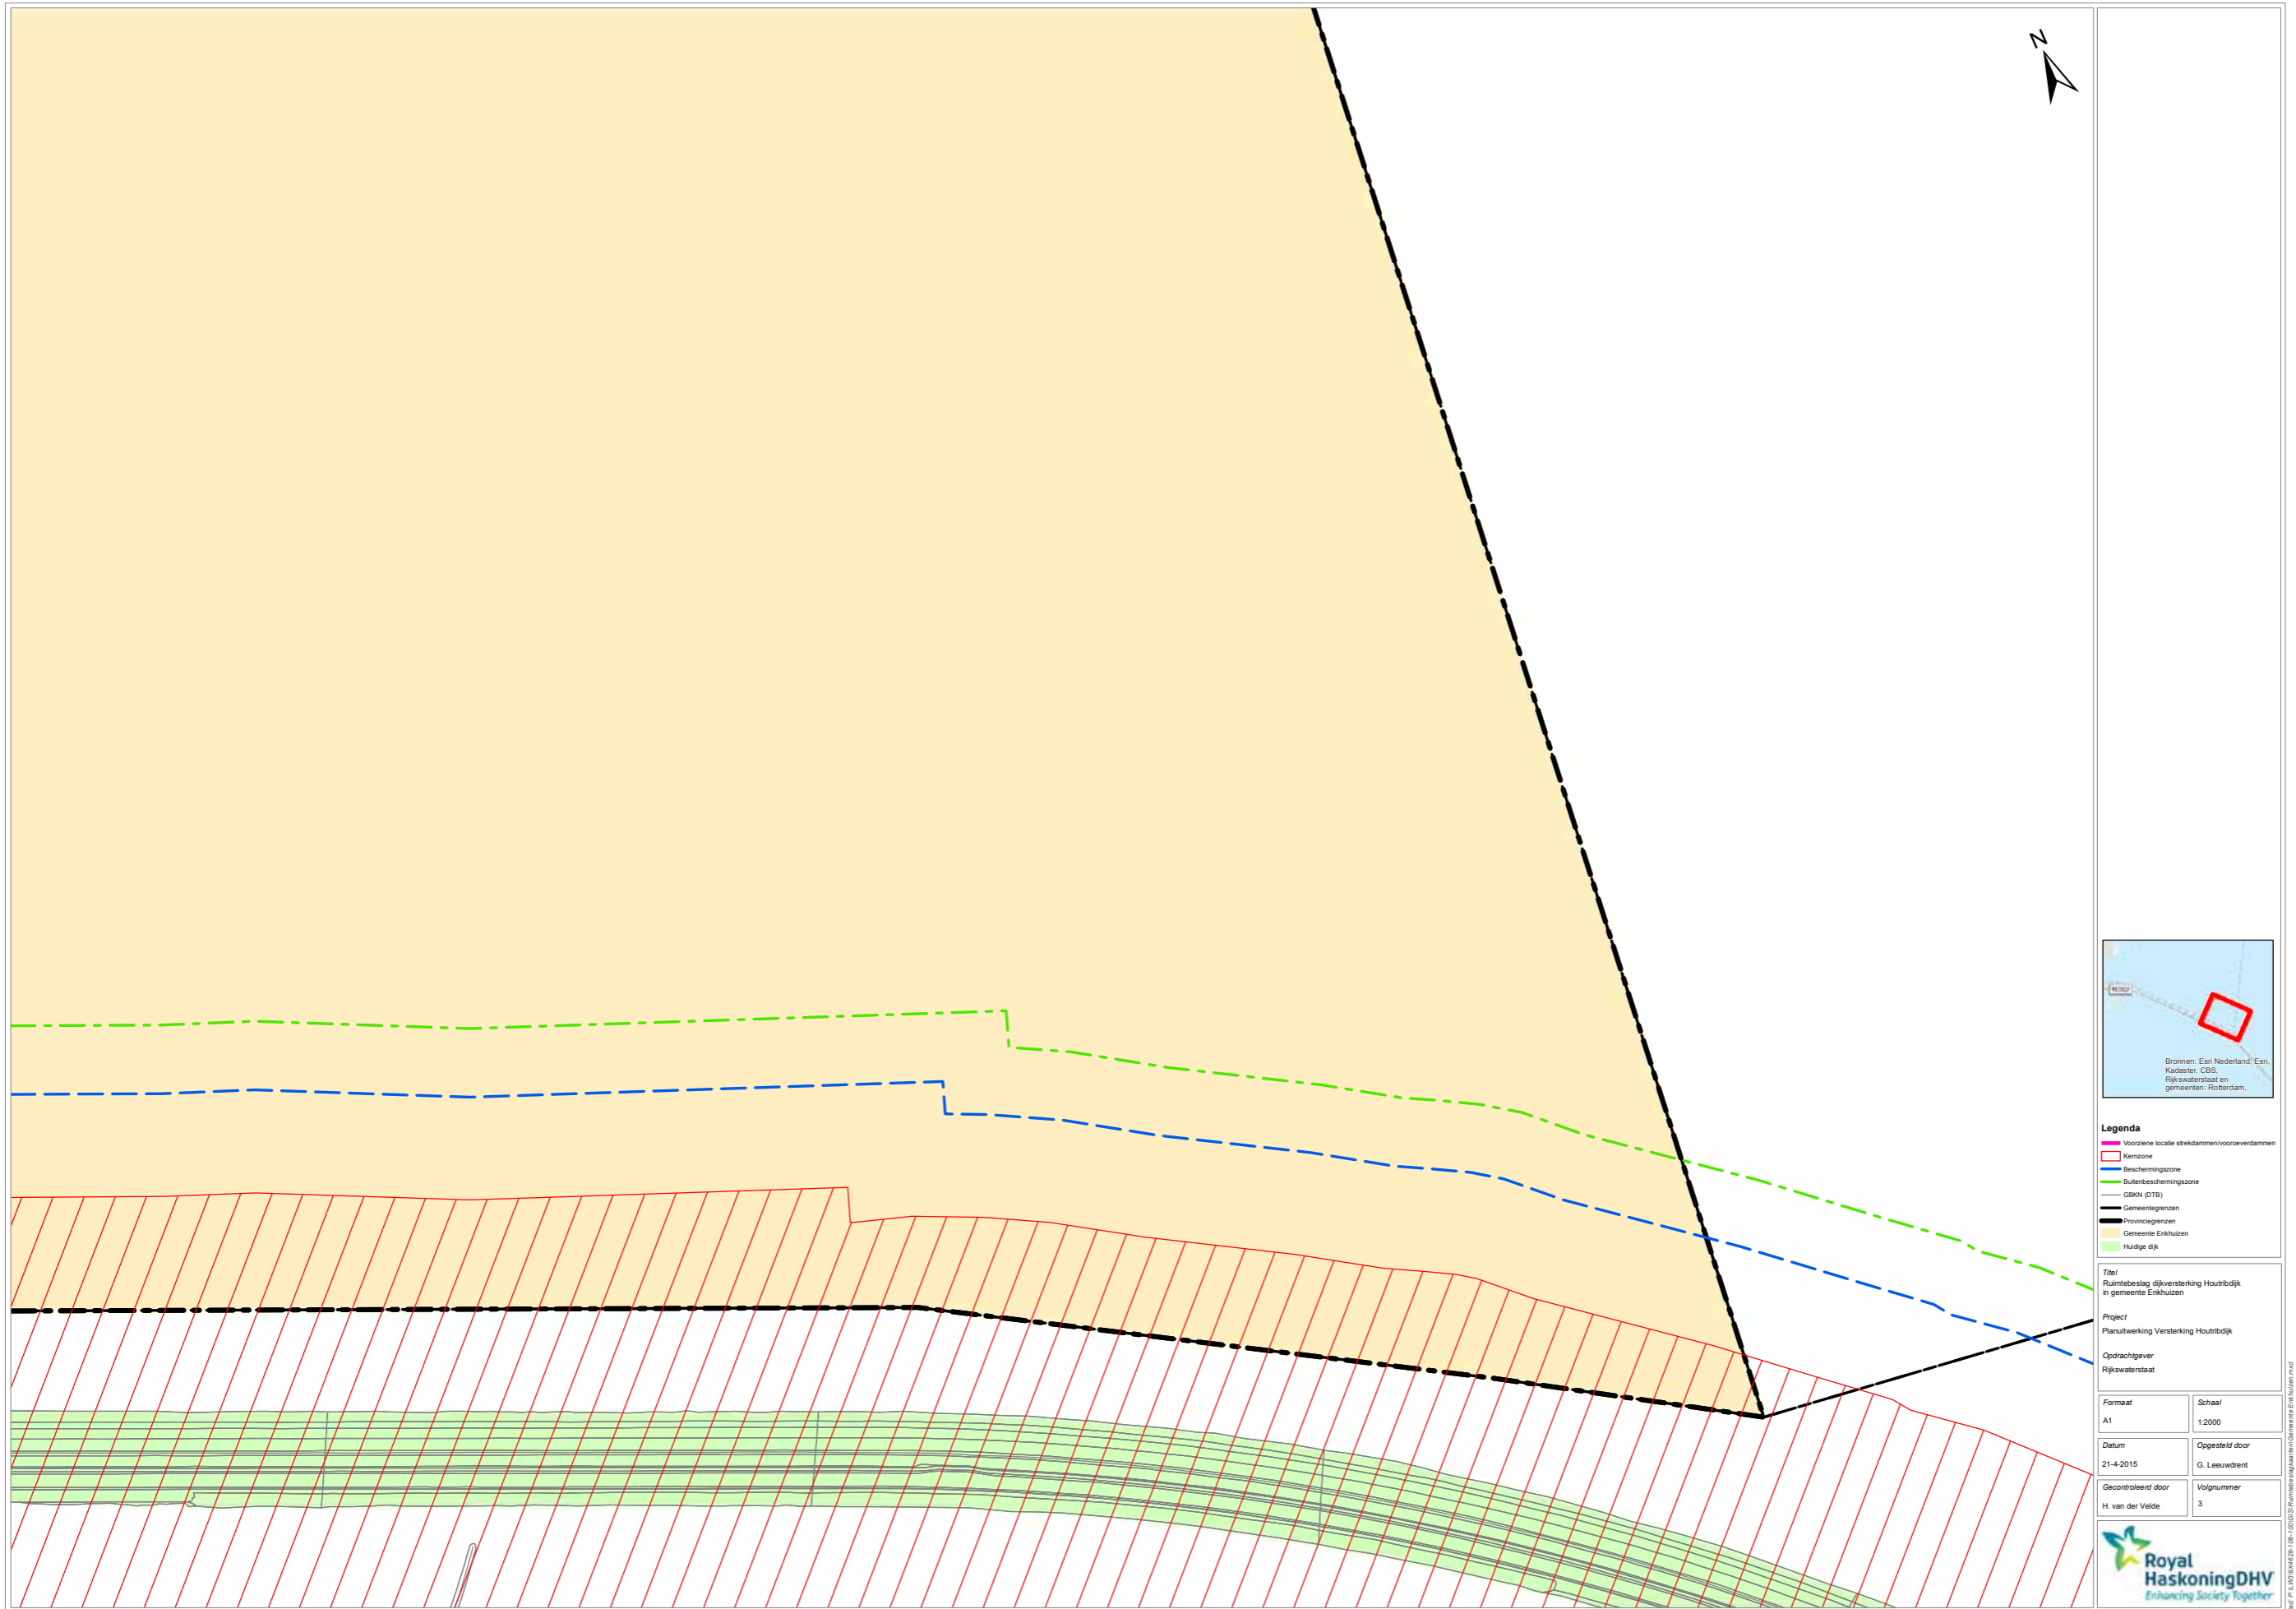 N
Bronnen: Esri Nederland, Esri,
Kadaster, CBS,
Rijkswaterstaat en
gemeenten: Rotterdam,
Legenda
Voorziene locatie strekdammen/vooroeverdammen
Kernzone
Beschermingszone
Buitenbeschermingszone
GBKN (DTB)
Gemeentegrenzen
Provinciegrenzen
Gemeente Enkhuizen
Huidige dijk
Titel
Ruimtebeslag dijkversterking Houtribdijk
in gemeente Enkhuizen
Project
Planuitwerking Versterking Houtribdijk
Opdrachtgever
Rijkswaterstaat
Formaat
A1
Schaal
1:2000
Datum
21-4-2015
Opgesteld door
G. Leeuwdrent
Gecontroleerd door
H. van der Velde
Volgnummer
3
Royal
HaskoningDHV
Enhancing Society Together